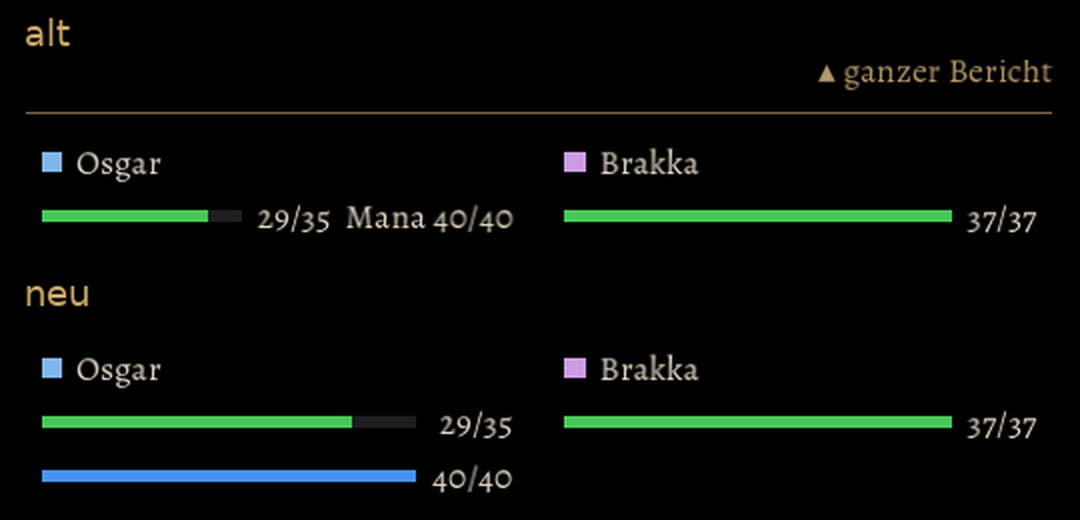 alt
▲ ganzer Bericht
Osgar Brakka
29/35 Mana 40/40 37/37
neu
Osgar Brakka
29/35 37/37
40/40